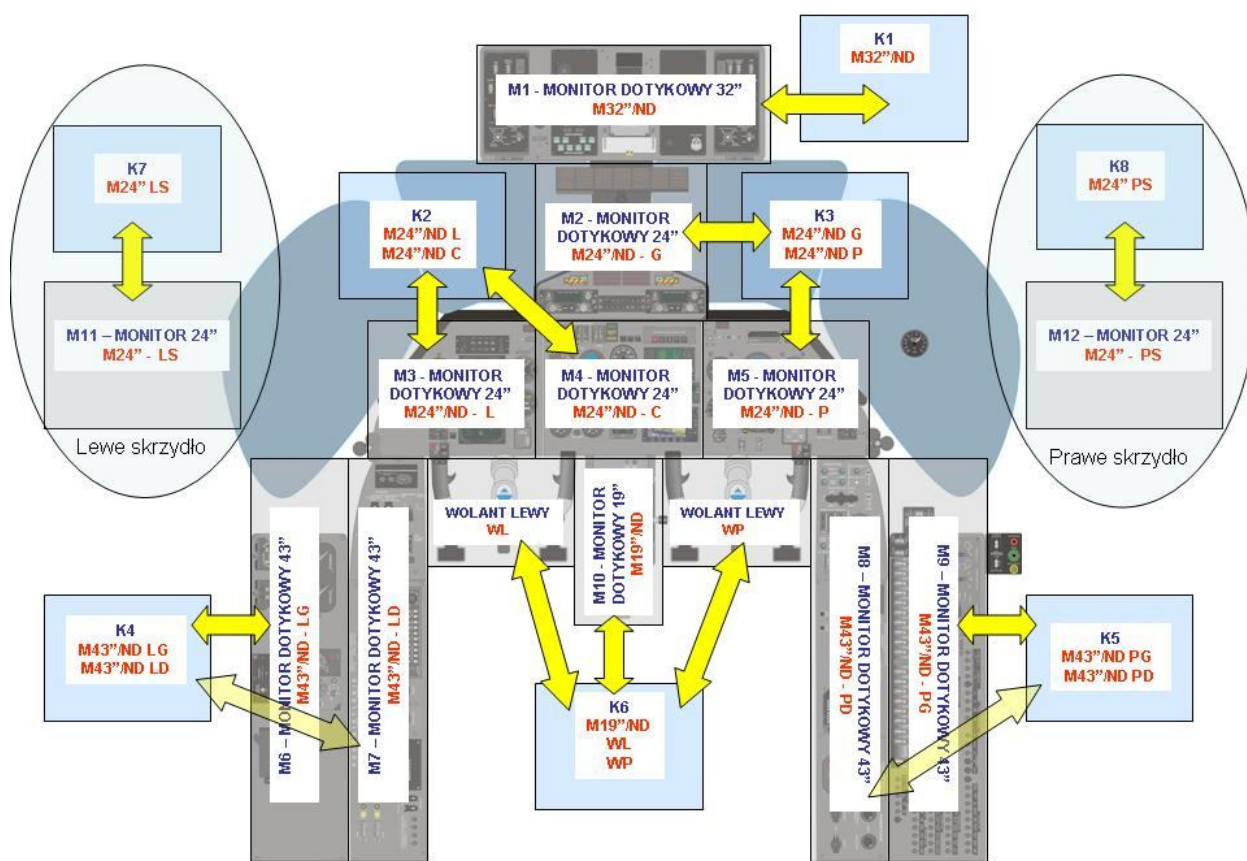 K1
M32”/ND
M1 - MONITOR DOTYKOWY 32”
M32”/ND
K7
M24” LS
K2
M24”/ND L
M24”/ND C
M2 - MONITOR
DOTYKOWY 24”
M24”/ND - G
K3
M24”/ND G
M24”/ND P
K8
M24” PS
M11 – MONITOR 24”
M24” - LS
Lewe skrzydło
M3 - MONITOR
DOTYKOWY 24”
M24”/ND - L
M4 - MONITOR
DOTYKOWY 24”
M24”/ND - C
M5 - MONITOR
DOTYKOWY 24”
M24”/ND - P
M12 – MONITOR 24”
M24” - PS
Prawe skrzydło
WOLANT LEWY
WL
M10 - MONITOR
DOTYKOWY 19”
M19”/ND
WOLANT LEWY
WP
K4
M43”/ND LG
M43”/ND LD
M6 – MONITOR DOTYKOWY 43”
M43”/ND - LG
M7 – MONITOR DOTYKOWY 43”
M43”/ND - LD
K6
M19”/ND
WL
WP
M8 – MONITOR DOTYKOWY 43”
M43”/ND - PD
M9 – MONITOR DOTYKOWY 43”
M43”/ND - PG
K5
M43”/ND PG
M43”/ND PD